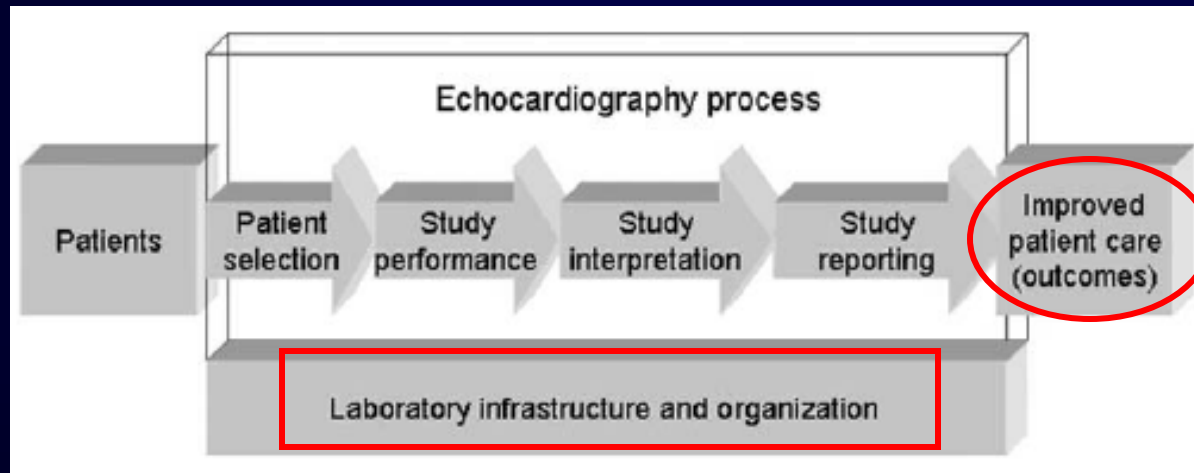 Echocardiography process
Patients
Patient
selection
Study
performance
Study
interpretation
Study
reporting
Improved
patient care
(outcomes)
Laboratory infrastructure and organization